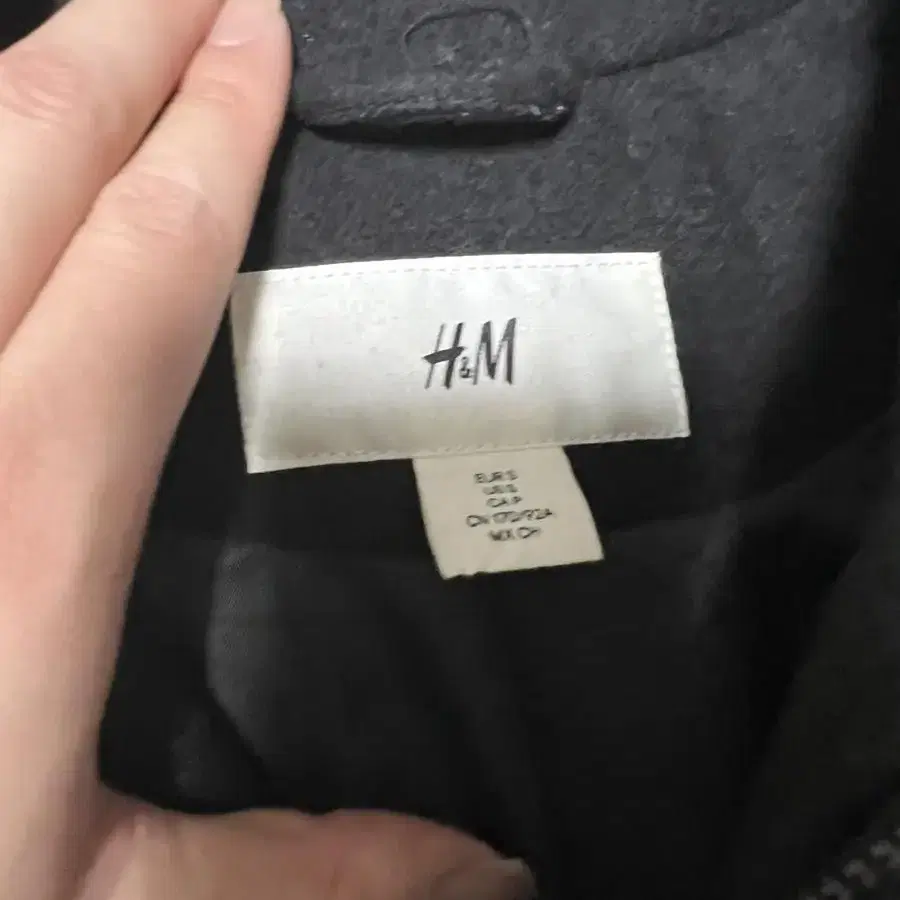 H&M
EUR S
US S
CA P
CN 170/92A
MX CH